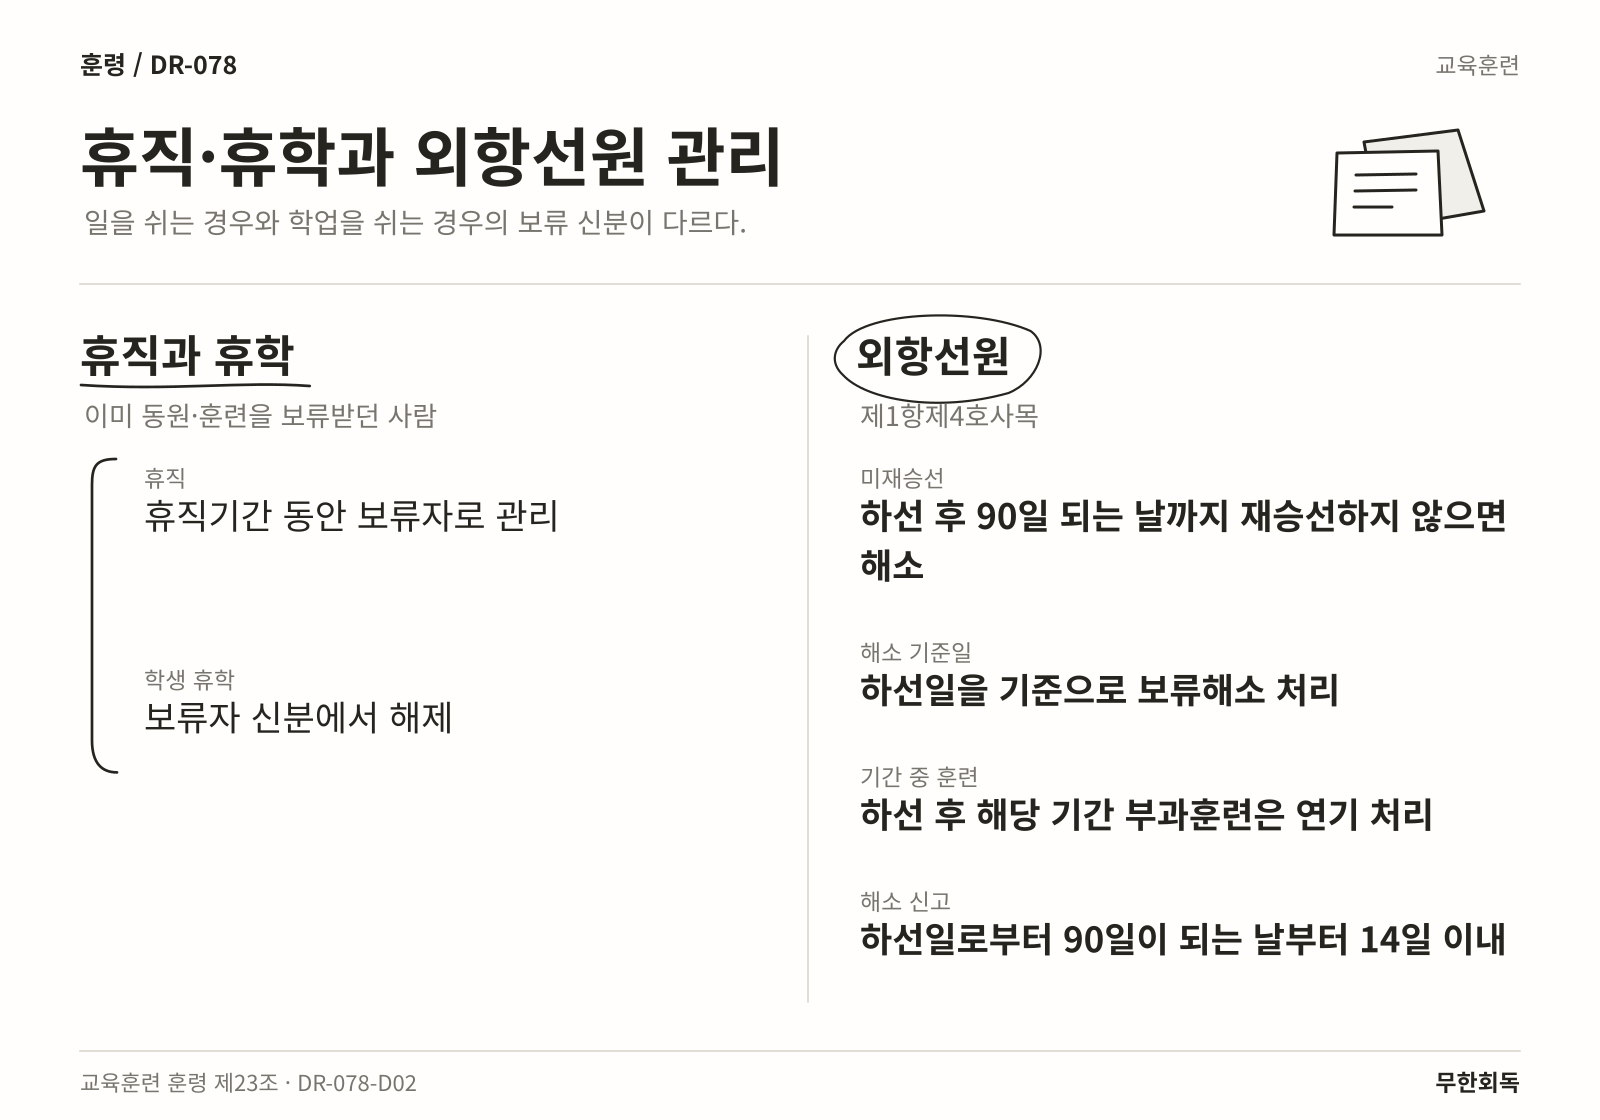 훈령 / DR-078
교육훈련
휴직·휴학과 외항선원 관리
일을 쉬는 경우와 학업을 쉬는 경우의 보류 신분이 다르다.
휴직과 휴학
이미 동원·훈련을 보류받던 사람
휴직
휴직기간 동안 보류자로 관리
학생 휴학
보류자 신분에서 해제
외항선원
제1항제4호사목
미재승선
하선 후 90일 되는 날까지 재승선하지 않으면
해소
해소 기준일
하선일을 기준으로 보류해소 처리
기간 중 훈련
하선 후 해당 기간 부과훈련은 연기 처리
해소 신고
하선일로부터 90일이 되는 날부터 14일 이내
교육훈련 훈령 제23조 · DR-078-D02
무한회독